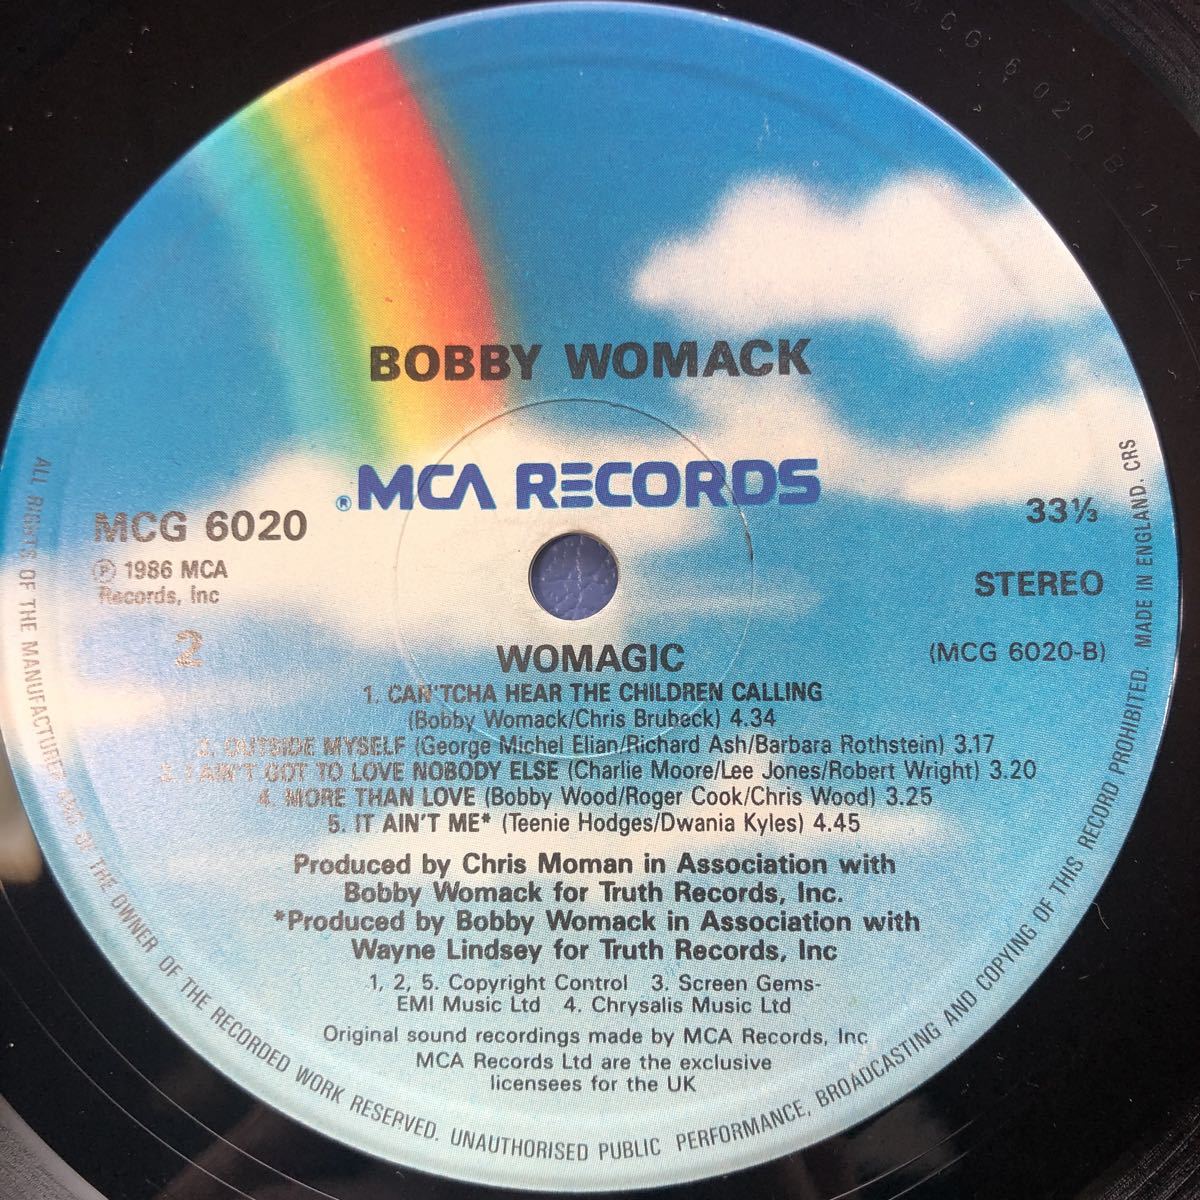 BOBBY WOMACK
® MCA RECORDS
MCG 6020
℗ 1986 MCA
Records, Inc
2
33⅓
STEREO
(MCG 6020-B)
WOMAGIC
1. CAN'TCHA HEAR THE CHILDREN CALLING
(Bobby Womack/Chris Brubeck) 4.34
3. OUTSIDE MYSELF (George Michel Elian/Richard Ash/Barbara Rothstein) 3.17
2. I AIN'T GOT TO LOVE NOBODY ELSE (Charlie Moore/Lee Jones/Robert Wright) 3.20
4. MORE THAN LOVE (Bobby Wood/Roger Cook/Chris Wood) 3.25
5. IT AIN'T ME* (Teenie Hodges/Dwania Kyles) 4.45
Produced by Chris Moman in Association with
Bobby Womack for Truth Records, Inc.
*Produced by Bobby Womack in Association with
Wayne Lindsey for Truth Records, Inc
1, 2, 5. Copyright Control 3. Screen Gems-
EMI Music Ltd 4. Chrysalis Music Ltd
Original sound recordings made by MCA Records, Inc
MCA Records Ltd are the exclusive
licensees for the UK
ALL RIGHTS OF THE MANUFACTURER AND OF THE OWNER OF THE RECORDED WORK RESERVED. UNAUTHORISED PUBLIC PERFORMANCE, BROADCASTING AND COPYING OF THIS RECORD PROHIBITED. MADE IN ENGLAND. CRS
MCG 6020 B